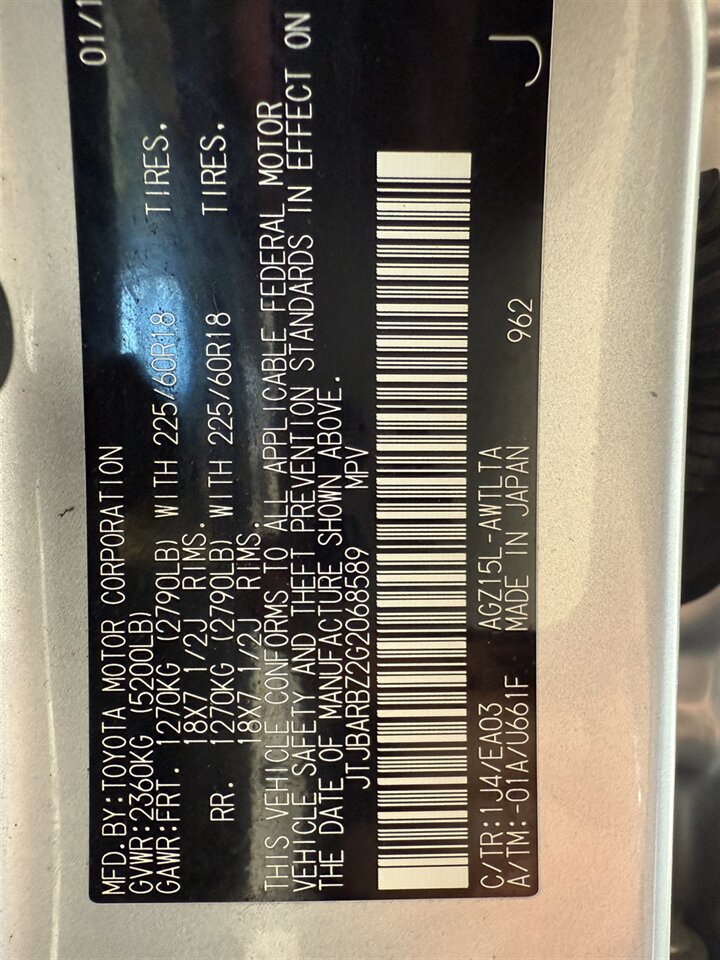 MFD.BY:TOYOTA MOTOR CORPORATION 01/1
GVWR:2360KG (5200LB)
GAWR:FRT. 1270KG (2790LB) WITH 225/60R18 TIRES.
18X7 1/2J RIMS.
RR. 1270KG (2790LB) WITH 225/60R18 TIRES.
18X7 1/2J RIMS.
THIS VEHICLE CONFORMS TO ALL APPLICABLE FEDERAL MOTOR
VEHICLE SAFETY AND THEFT PREVENTION STANDARDS IN EFFECT ON
THE DATE OF MANUFACTURE SHOWN ABOVE.
JTJBARBZ2G2068589 MPV
C/TR:1J4/EA03 AGZ15L-AWTLTA
A/TM:-01A/U661F MADE IN JAPAN 962
J